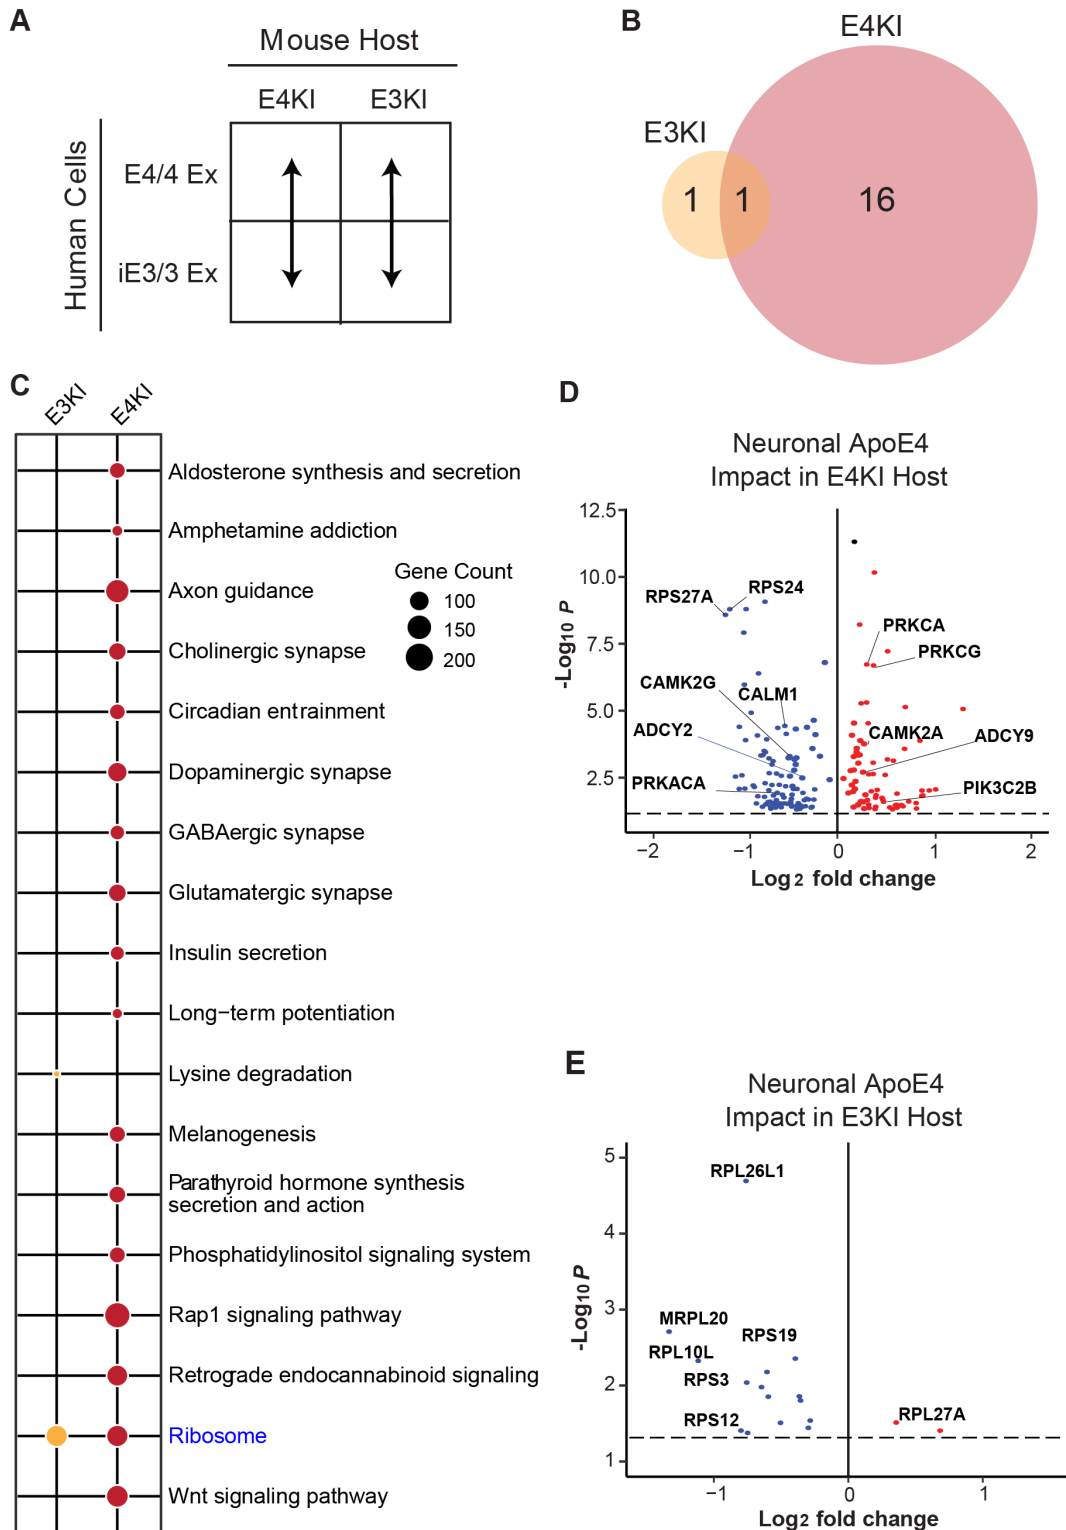 A
Mouse Host
E4KI
E3KI
Human Cells
E4/4 Ex
iE3/3 Ex
B
E4KI
E3KI
1
1
16
C
E3KI
E4KI
Aldosterone synthesis and secretion
Amphetamine addiction
Axon guidance
Cholinergic synapse
Circadian entrainment
Dopaminergic synapse
GABAergic synapse
Glutamatergic synapse
Insulin secretion
Long−term potentiation
Lysine degradation
Melanogenesis
Parathyroid hormone synthesis
secretion and action
Phosphatidylinositol signaling system
Rap1 signaling pathway
Retrograde endocannabinoid signaling
Ribosome
Wnt signaling pathway
Gene Count
100
150
200
D
Neuronal ApoE4
Impact in E4KI Host
-Log10 P
12.5
10.0
7.5
5.0
2.5
RPS27A
RPS24
PRKCA
PRKCG
CAMK2G
CALM1
ADCY2
CAMK2A
ADCY9
PRKACA
PIK3C2B
−2
−1
0
1
2
Log2 fold change
E
Neuronal ApoE4
Impact in E3KI Host
-Log10 P
5
4
3
2
1
RPL26L1
MRPL20
RPS19
RPL10L
RPS3
RPS12
RPL27A
−1
0
1
Log2 fold change